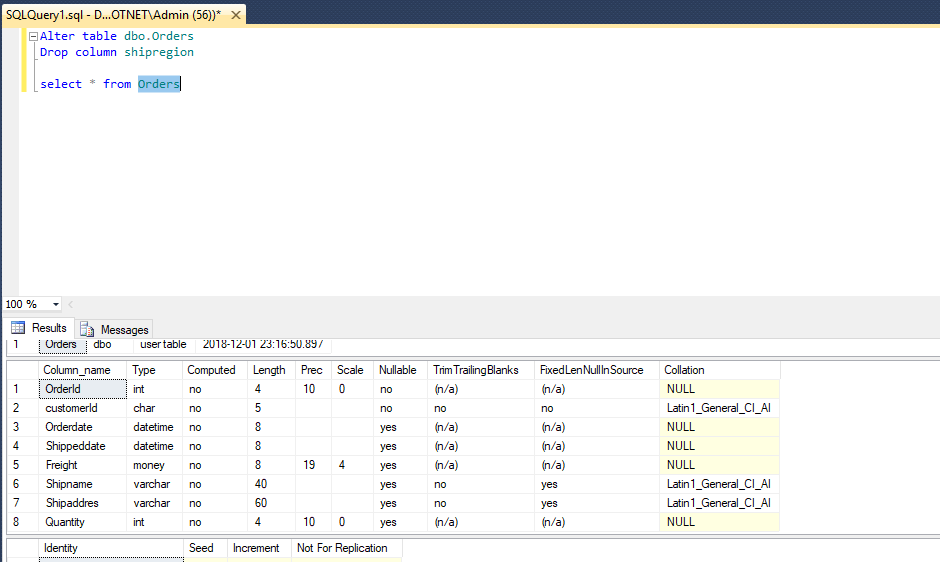 SQLQuery1.sql - D...OTNET\Admin (56))* ✕
Alter table dbo.Orders
Drop column shipregion
select * from Orders
100 %
Results Messages
1 Orders dbo user table 2018-12-01 23:16:50.897
Column_name Type Computed Length Prec Scale Nullable TrimTrailingBlanks FixedLenNullInSource Collation
1 OrderId int no 4 10 0 no (n/a) (n/a) NULL
2 customerId char no 5 no no no Latin1_General_CI_AI
3 Orderdate datetime no 8 yes (n/a) (n/a) NULL
4 Shippeddate datetime no 8 yes (n/a) (n/a) NULL
5 Freight money no 8 19 4 yes (n/a) (n/a) NULL
6 Shipname varchar no 40 yes no yes Latin1_General_CI_AI
7 Shipaddres varchar no 60 yes no yes Latin1_General_CI_AI
8 Quantity int no 4 10 0 yes (n/a) (n/a) NULL
Identity Seed Increment Not For Replication